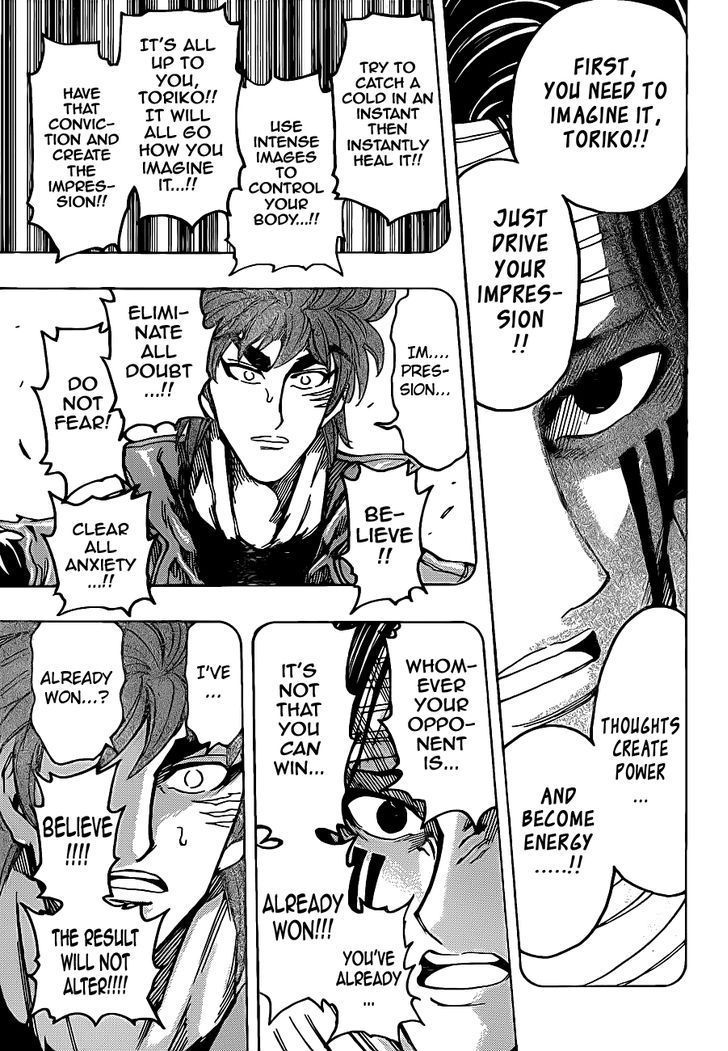 FIRST,
YOU NEED TO
IMAGINE IT,
TORIKO!!
JUST
DRIVE
YOUR
IMPRES-
SION
!!
THOUGHTS
CREATE
POWER
...
AND
BECOME
ENERGY
......!!
TRY TO
CATCH A
COLD IN AN
INSTANT
THEN
INSTANTLY
HEAL IT!!
USE
INTENSE
IMAGES
TO
CONTROL
YOUR
BODY...!!
IT'S ALL
UP TO
YOU,
TORIKO!!
IT WILL
ALL GO
HOW YOU
IMAGINE
IT...!!
HAVE
THAT
CONVIC-
TION AND
CREATE
THE
IMPRES-
SION!!
IM....
PRES-
SION...
BE-
LIEVE
!!
ELIMI-
NATE
ALL
DOUBT
...!!
DO
NOT
FEAR!
CLEAR
ALL
ANXIETY
...!!
WHOM-
EVER
YOUR
OPPO-
NENT
IS...
IT'S
NOT
THAT
YOU
CAN
WIN...
YOU'VE
ALREADY
...
ALREADY
WON!!!
I'VE
...
ALREADY
WON...?
BELIEVE
!!!!
THE RESULT
WILL NOT
ALTER!!!!